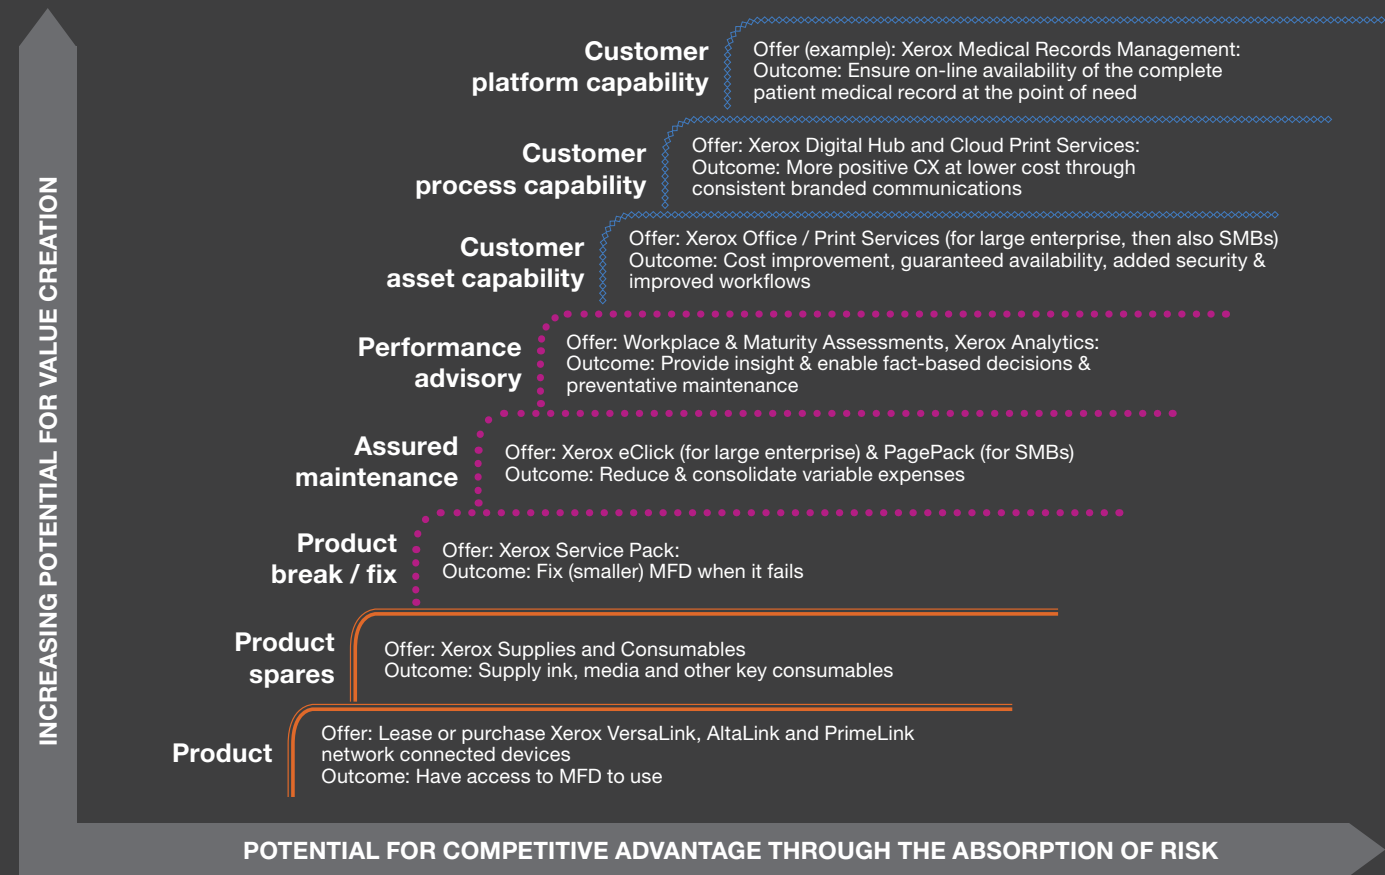 INCREASING POTENTIAL FOR VALUE CREATION
Customer
platform capability
Offer (example): Xerox Medical Records Management:
Outcome: Ensure on-line availability of the complete
patient medical record at the point of need
Customer
process capability
Offer: Xerox Digital Hub and Cloud Print Services:
Outcome: More positive CX at lower cost through
consistent branded communications
Customer
asset capability
Offer: Xerox Office / Print Services (for large enterprise, then also SMBs)
Outcome: Cost improvement, guaranteed availability, added security &
improved workflows
Performance
advisory
Offer: Workplace & Maturity Assessments, Xerox Analytics:
Outcome: Provide insight & enable fact-based decisions &
preventative maintenance
Assured
maintenance
Offer: Xerox eClick (for large enterprise) & PagePack (for SMBs)
Outcome: Reduce & consolidate variable expenses
Product
break / fix
Offer: Xerox Service Pack:
Outcome: Fix (smaller) MFD when it fails
Product
spares
Offer: Xerox Supplies and Consumables
Outcome: Supply ink, media and other key consumables
Product
Offer: Lease or purchase Xerox VersaLink, AltaLink and PrimeLink
network connected devices
Outcome: Have access to MFD to use
POTENTIAL FOR COMPETITIVE ADVANTAGE THROUGH THE ABSORPTION OF RISK